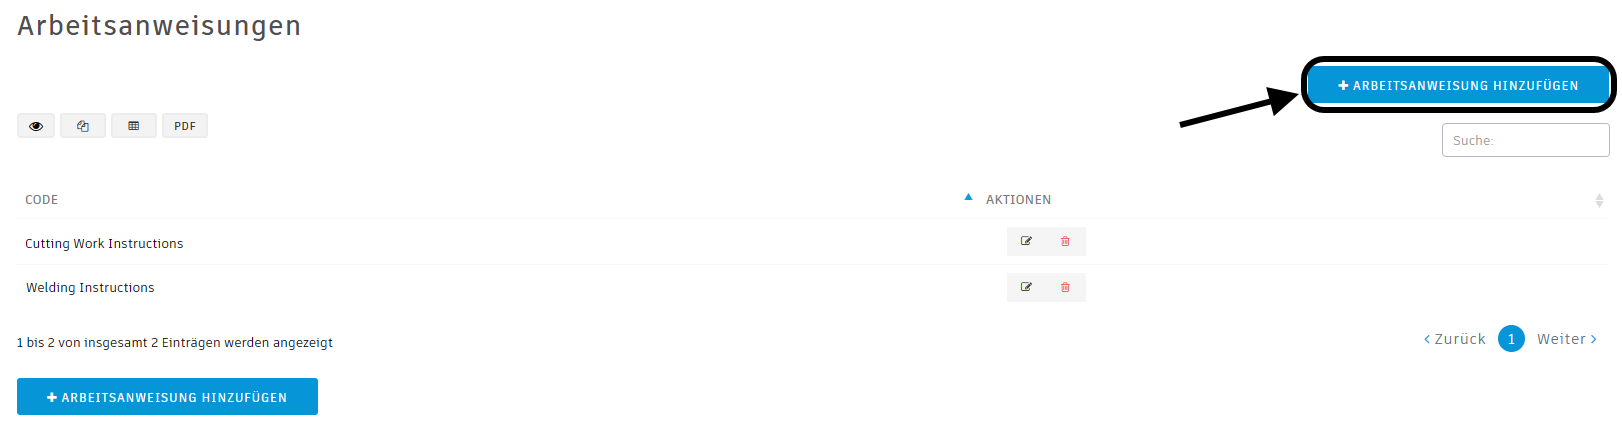 Arbeitsanweisungen
ARBEITSANWEISUNG HINZUFÜGEN
PDF
Suche:
CODE AKTIONEN
Cutting Work Instructions
Welding Instructions
1 bis 2 von insgesamt 2 Einträgen werden angezeigt
Zurück 1 Weiter
ARBEITSANWEISUNG HINZUFÜGEN